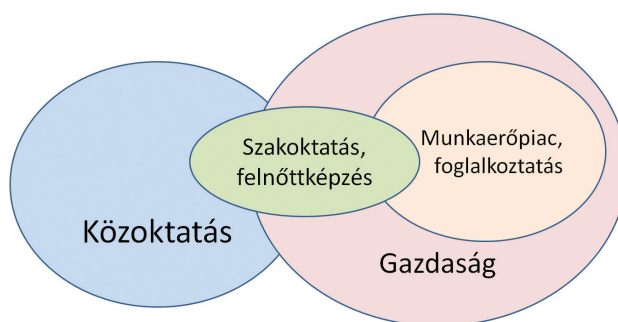 Szakoktatás,
felnőttképzés
Munkaerőpiac,
foglalkoztatás
Közoktatás
Gazdaság